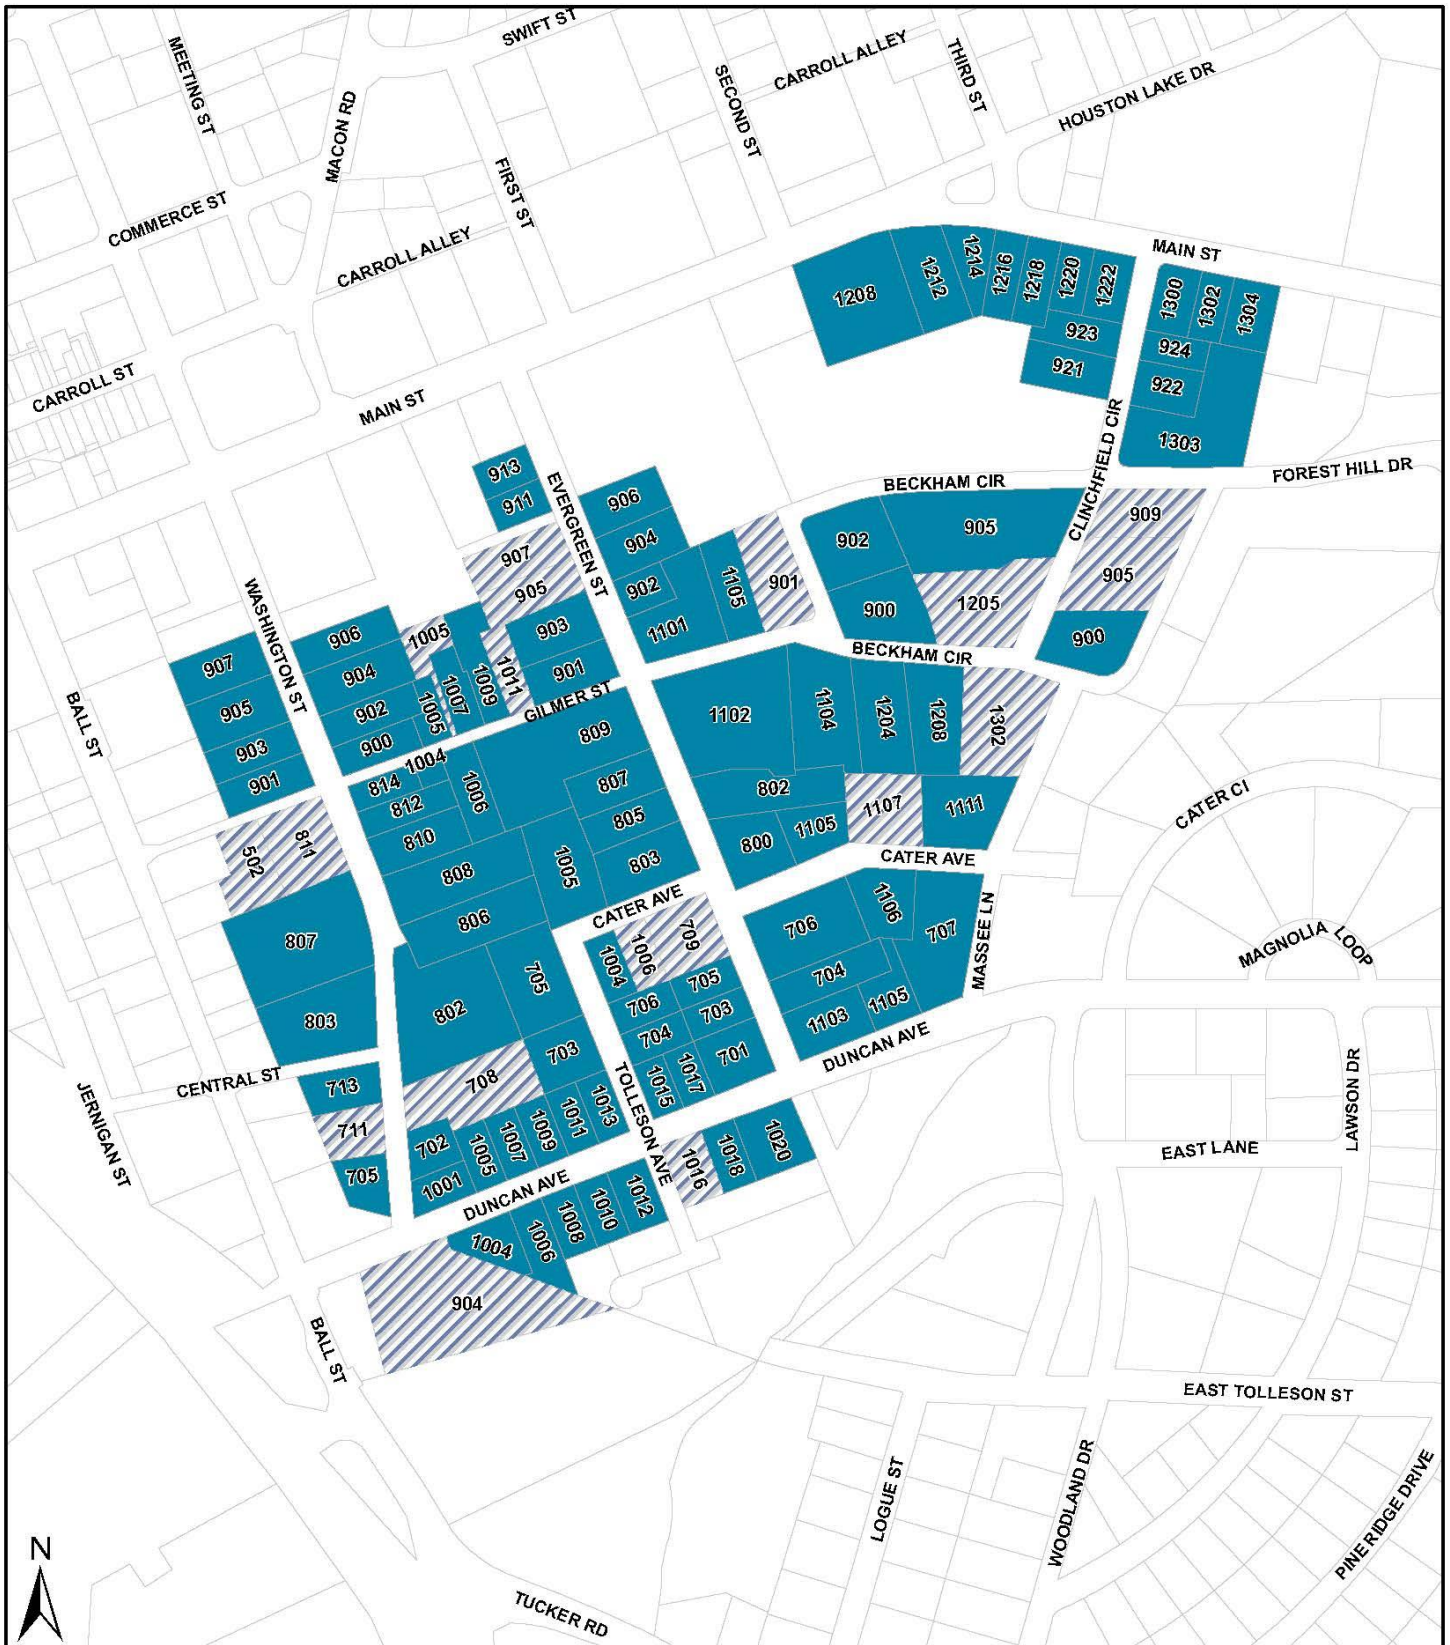 SWIFT ST
MEETING ST
MACON RD
SECOND ST
CARROLL ALLEY
THIRD ST
HOUSTON LAKE DR
FIRST ST
COMMERCE ST
CARROLL ALLEY
MAIN ST
1208
1212
1214
1216
1218
1220
1222
923
921
1300
1302
1304
924
922
1303
CARROLL ST
MAIN ST
CLINCHFIELD CIR
FOREST HILL DR
BECKHAM CIR
913
911
EVERGREEN ST
907
905
906
904
902
1101
1105
901
902
905
900
1205
909
905
900
BECKHAM CIR
WASHINGTON ST
BALL ST
907
905
903
901
906
904
902
900
1005
1005
1007
1009
1011
903
901
GILMER ST
1102
1104
1204
1208
1302
802
800
1105
1107
1111
CATER AVE
CATER CI
814
1004
812
1006
810
808
806
809
807
805
803
1005
CATER AVE
502
811
807
803
802
705
703
708
1004
1006
709
706
705
704
703
701
1015
1017
706
1106
707
704
1103
1105
MASSEE LN
DUNCAN AVE
MAGNOLIA LOOP
CENTRAL ST
JERNIGAN ST
713
711
705
702
1001
1005
1007
1009
1011
1013
TOLLESON AVE
1016
1018
1020
DUNCAN AVE
1004
1006
1008
1010
1012
904
BALL ST
LAWSON DR
EAST LANE
EAST TOLLESON ST
LOGUE ST
WOODLAND DR
PINE RIDGE DRIVE
TUCKER RD
N